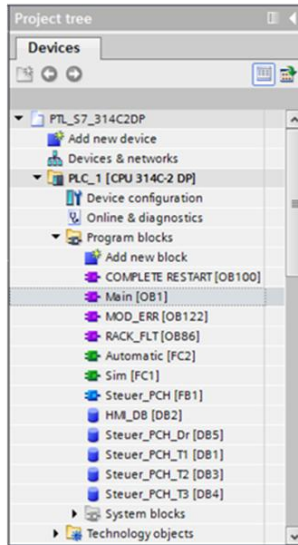 Project tree
Devices
PTL_S7_314C2DP
Add new device
Devices & networks
PLC_1 [CPU 314C-2 DP]
Device configuration
Online & diagnostics
Program blocks
Add new block
COMPLETE RESTART [OB100]
Main [OB1]
MOD_ERR [OB122]
RACK_FLT [OB86]
Automatic [FC2]
Sim [FC1]
Steuer_PCH [FB1]
HMI_DB [DB2]
Steuer_PCH_Dr [DB5]
Steuer_PCH_T1 [DB1]
Steuer_PCH_T2 [DB3]
Steuer_PCH_T3 [DB4]
System blocks
Technology objects